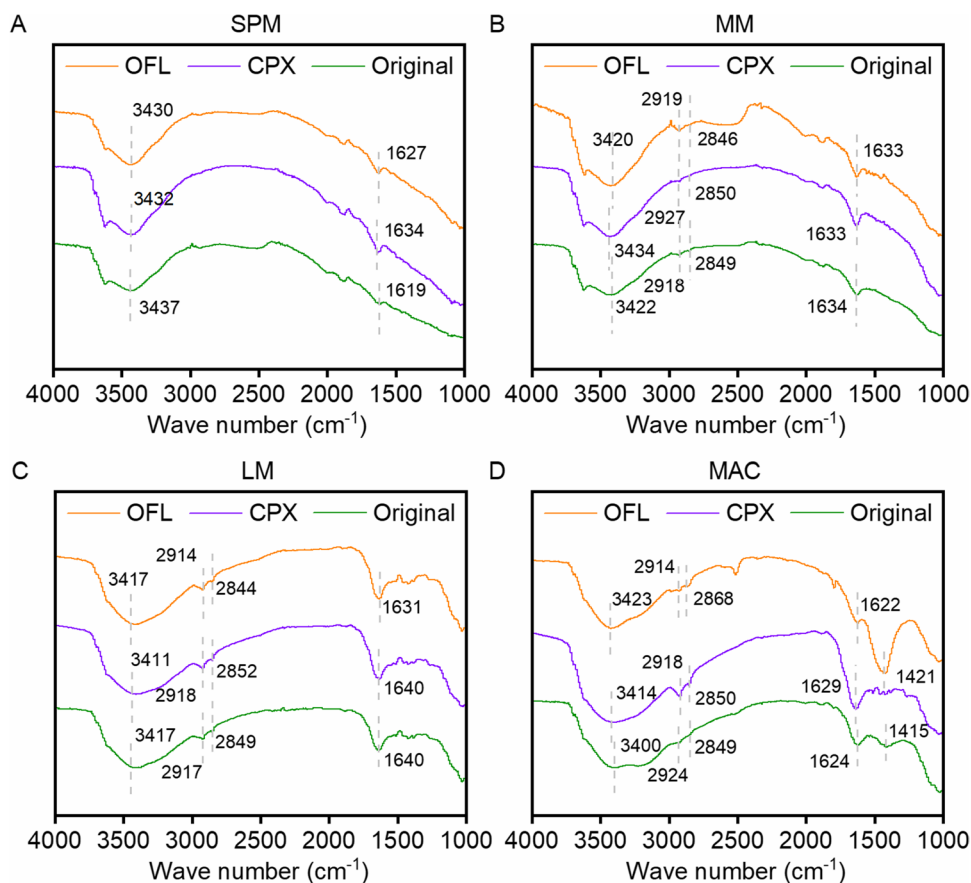 A SPM
OFL CPX Original
3430
1627
3432
1634
1619
3437
4000 3500 3000 2500 2000 1500 1000
Wave number (cm⁻¹)
B MM
OFL CPX Original
2919
3420 2846 1633
2850
2927
1633
3434 2849
2918
3422 1634
4000 3500 3000 2500 2000 1500 1000
Wave number (cm⁻¹)
C LM
OFL CPX Original
2914
3417 2844
1631
3411
2852
2918 1640
3417
2849
2917 1640
4000 3500 3000 2500 2000 1500 1000
Wave number (cm⁻¹)
D MAC
OFL CPX Original
2914
3423 2868 1622
2918
3414 1629 1421
2850
3400 2849 1415
2924 1624
4000 3500 3000 2500 2000 1500 1000
Wave number (cm⁻¹)